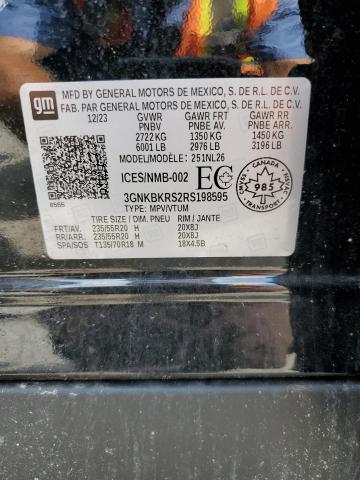 gm
MFD BY GENERAL MOTORS DE MEXICO, S. DE R.L. DE C.V.
FAB. PAR GENERAL MOTORS DE MEXICO, S. DE R.L. DE C.V.
12/23 GVWR GAWR FRT GAWR RR
PNBV PNBE AV. PNBE ARR.
2722 KG 1350 KG 1450 KG
6001 LB 2976 LB 3196 LB
MODEL/MODÈLE: 251NL26
ICES/NMB-002 EC
CANADA
985
TRANSPORT
3GNKBKRS2RS198595
8555 TYPE: MPV/VTUM
TIRE SIZE / DIM. PNEU RIM / JANTE
FRT/AV. 235/55R20 H 20X8J
RR/ARR. 235/55R20 H 20X8J
SPA/SOS T135/70R18 M 18X4.5B